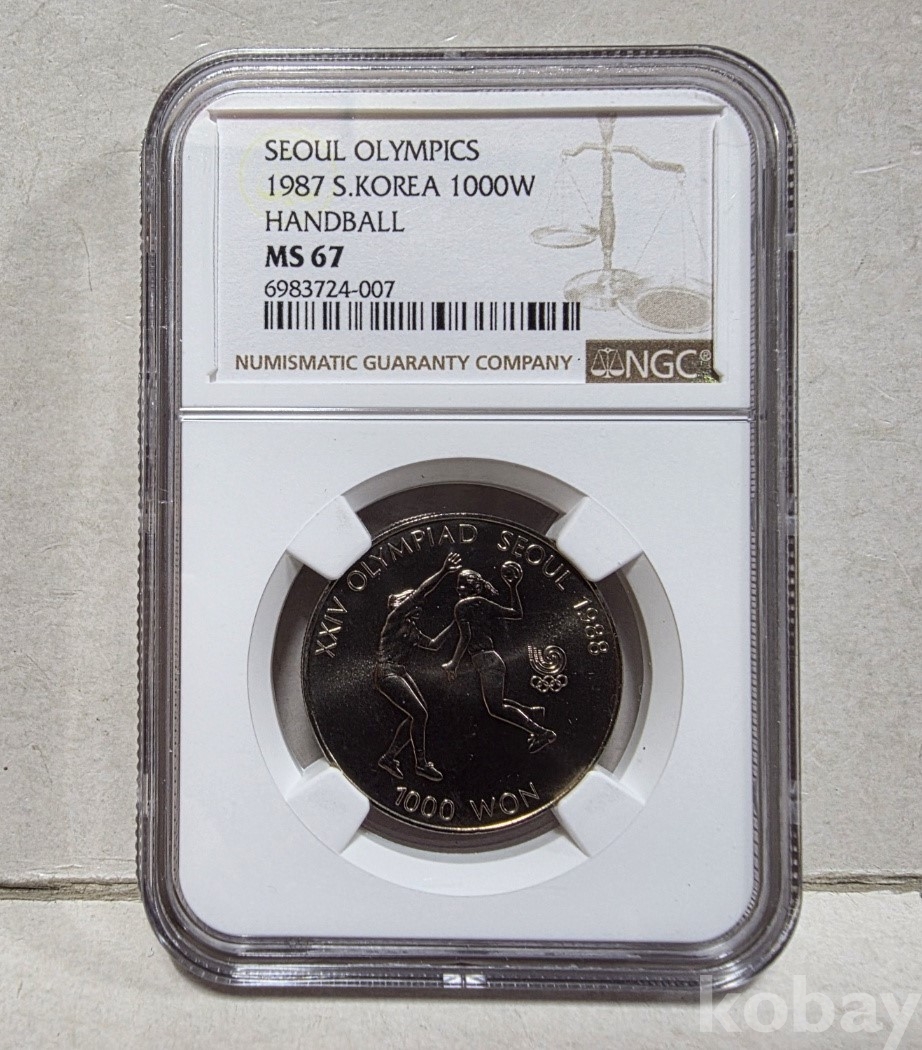 SEOUL OLYMPICS
1987 S.KOREA 1000W
HANDBALL
MS 67
6983724-007
NUMISMATIC GUARANTY COMPANY
NGC®
XXIV OLYMPIAD SEOUL 1988
1000 WON
kobay